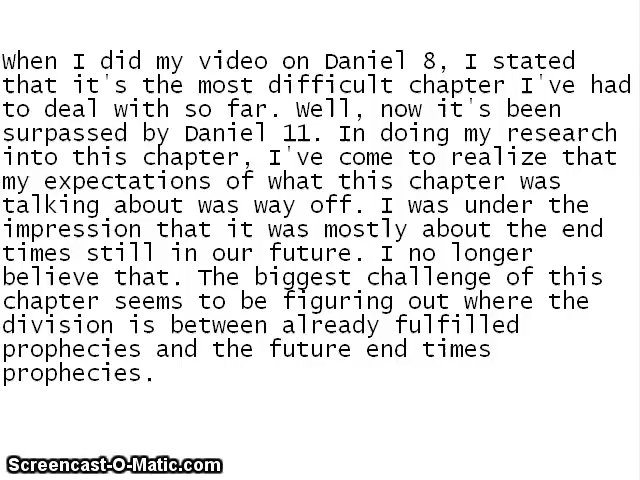 When I did my video on Daniel 8, I stated
that it's the most difficult chapter I've had
to deal with so far. Well, now it's been
surpassed by Daniel 11. In doing my research
into this chapter, I've come to realize that
my expectations of what this chapter was
talking about was way off. I was under the
impression that it was mostly about the end
times still in our future. I no longer
believe that. The biggest challenge of this
chapter seems to be figuring out where the
division is between already fulfilled
prophecies and the future end times
prophecies.
Screencast-O-Matic.com